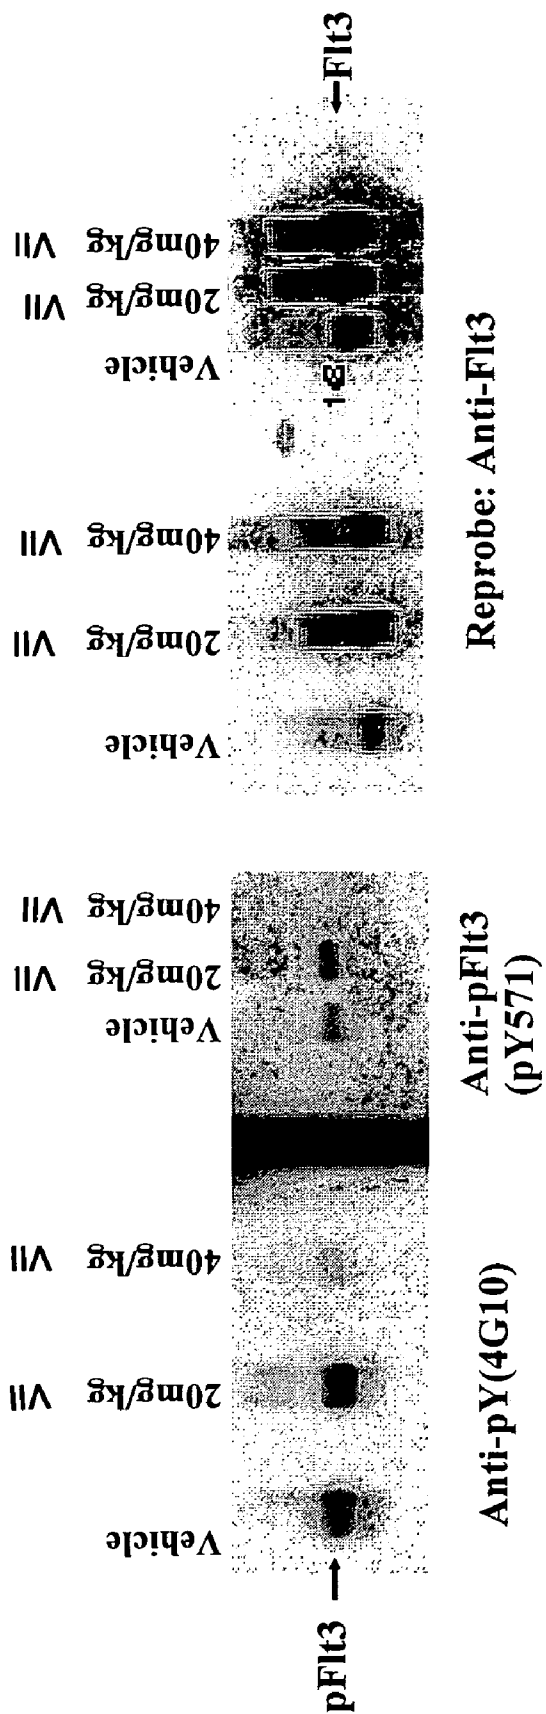 Vehicle
20mg/kg VII
40mg/kg VII
Vehicle
20mg/kg VII
40mg/kg VII
pFlt3
Anti-pY(4G10)
Anti-pFlt3
(pY571)
Vehicle
20mg/kg VII
40mg/kg VII
Vehicle
20mg/kg VII
40mg/kg VII
Flt3
Reprobe: Anti-Flt3